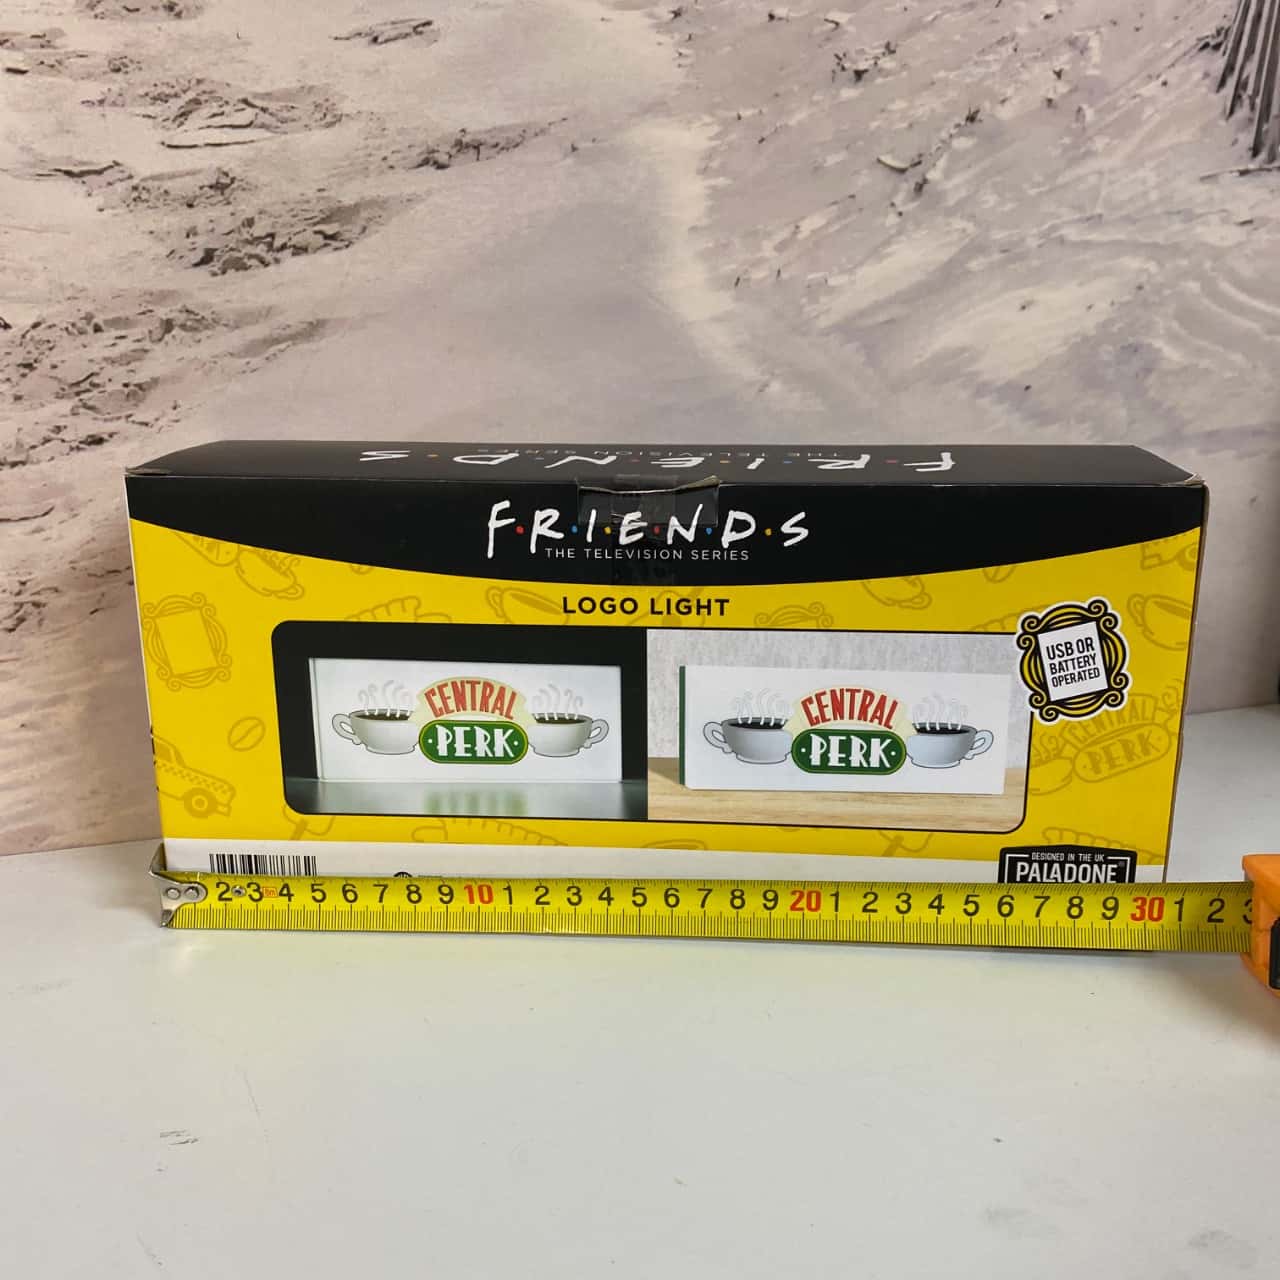 F·R·I·E·N·D·S
THE TELEVISION SERIES
F·R·I·E·N·D·S
THE TELEVISION SERIES
LOGO LIGHT
USB OR
BATTERY
OPERATED
CENTRAL
·PERK·
CENTRAL
·PERK·
CENTRAL
·PERK·
DESIGNED IN THE UK
PALADONE
2 3 8m 4 5 6 7 8 9 10 1 2 3 4 5 6 7 8 9 20 1 2 3 4 5 6 7 8 9 30 1 2 3